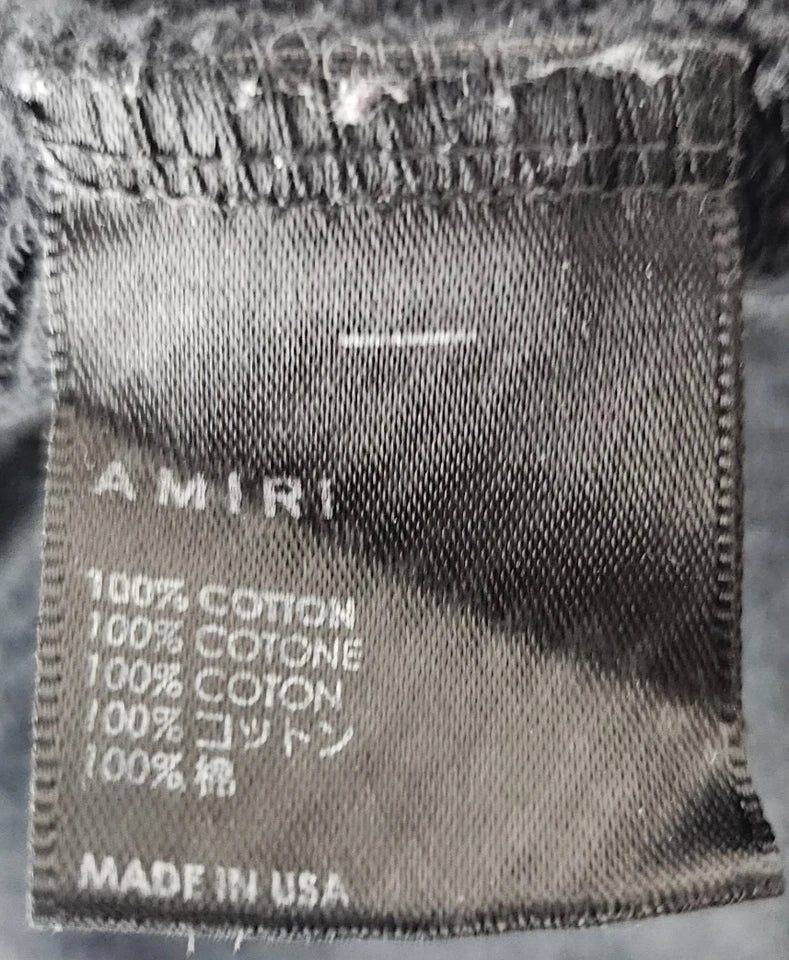 AMIRI
100% COTTON
100% COTONE
100% COTON
100% コットン
100% 棉
MADE IN USA